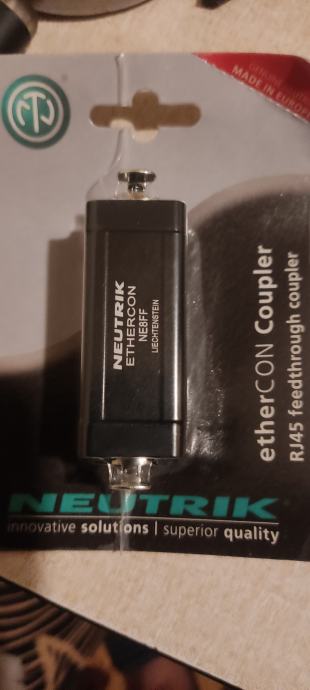 MADE IN EUROPE
NEUTRIK
ETHERCON
NE8FF
LIECHTENSTEIN
etherCON Coupler
RJ45 feedthrough coupler
NEUTRIK
innovative solutions | superior quality